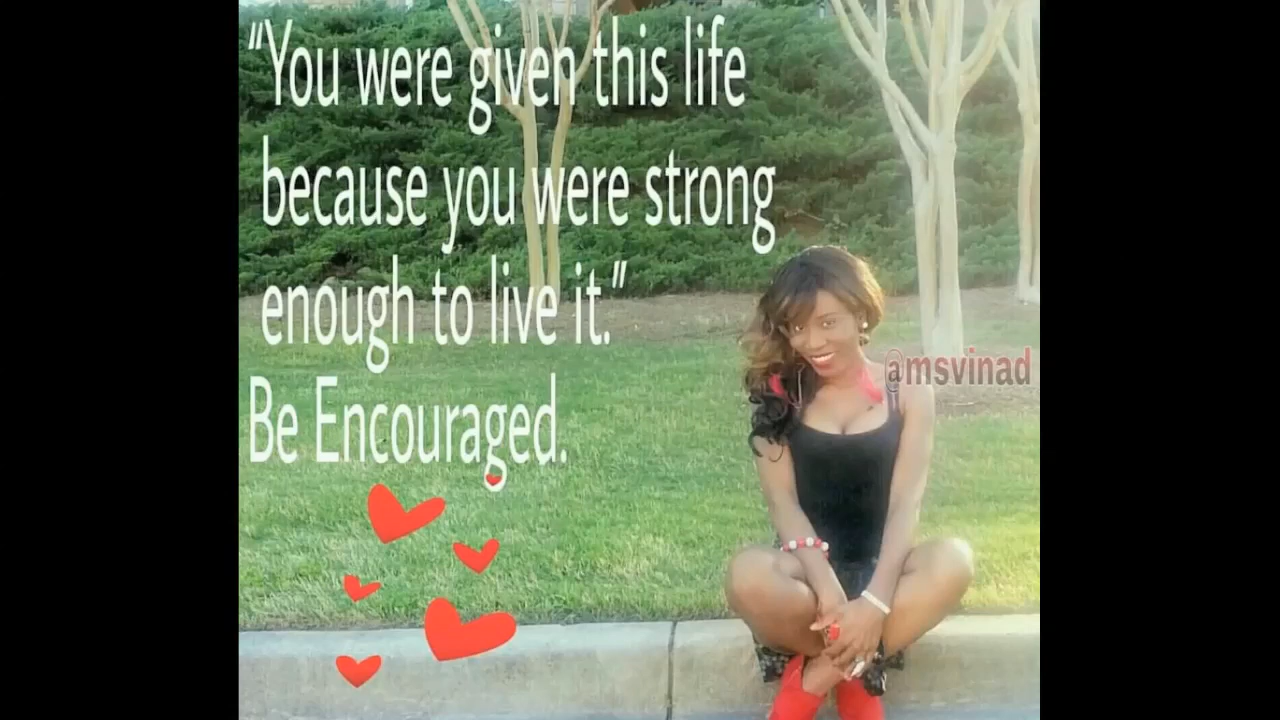 “You were given this life
because you were strong
enough to live it.”
Be Encouraged.
@msvinad